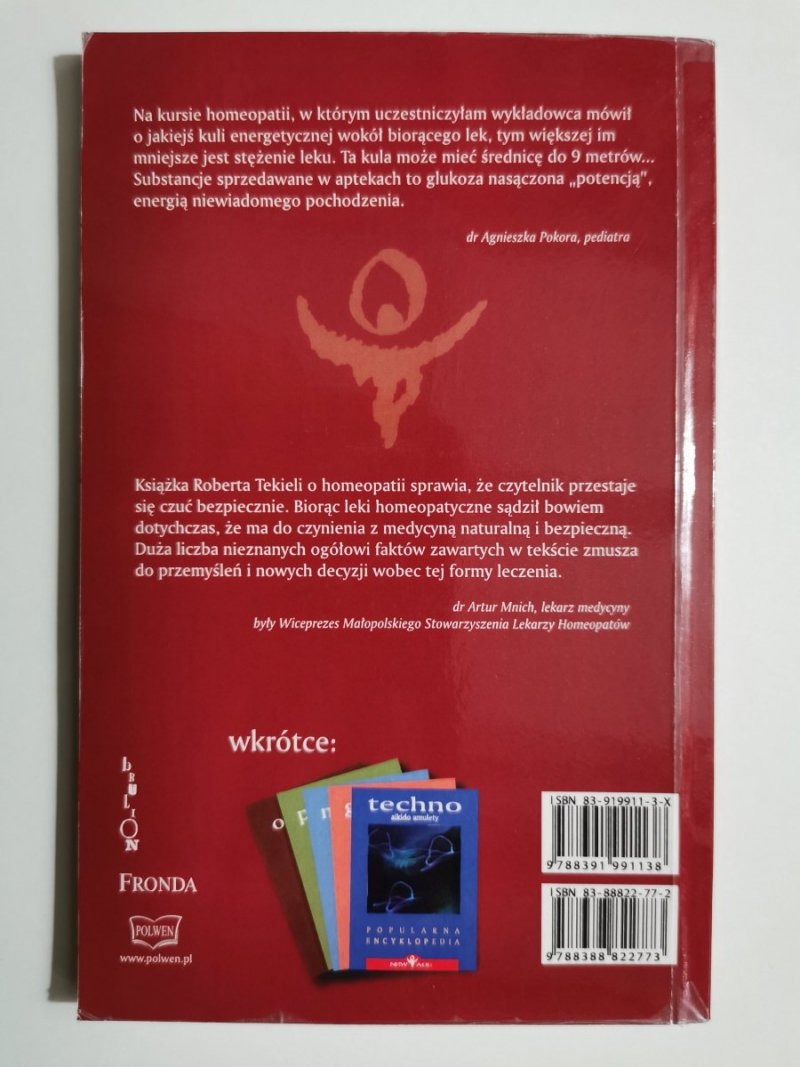 Na kursie homeopatii, w którym uczestniczyłam wykladowca mówił
o jakiejś kuli energetycznej wokół biorącego lek, tym większej im
mniejsze jest stężenie leku. Ta kula może mieć średnicę do 9 metrów...
Substancje sprzedawane w aptekach to glukoza nasączona „potencją”,
energią niewiadomego pochodzenia.
dr Agnieszka Pokora, pediatra
Książka Roberta Tekieli o homeopatii sprawia, że czytelnik przestaje
się czuć bezpiecznie. Biorąc leki homeopatyczne sądził bowiem
dotychczas, że ma do czynienia z medycyną naturalną i bezpieczną.
Duża liczba nieznanych ogółowi faktów zawartych w tekście zmusza
do przemyśleń i nowych decyzji wobec tej formy leczenia.
dr Artur Mnich, lekarz medycyny
były Wiceprezes Małopolskiego Stowarzyszenia Lekarzy Homeopatów
wkrótce:
techno
aikido amulety
POPULARNA
ENCYKLOPEDIA
NEW AGE
bRULION
FRONDA
POLWEN
www.polwen.pl
ISBN 83-919911-3-X
9788391991138
ISBN 83-88822-77-2
9788388822773